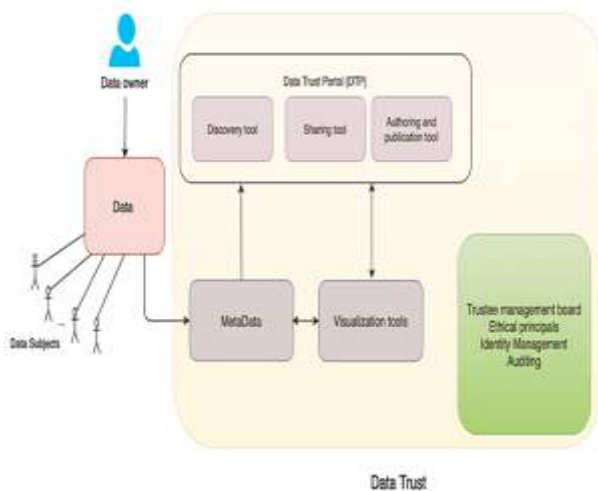 Data owner
Data Trust Portal (DTP)
Discovery tool
Sharing tool
Authoring and
publication tool
Data
MetaData
Visualization tools
Trustee management board
Ethical principals
Identity Management
Auditing
...
Data Subjects
Data Trust